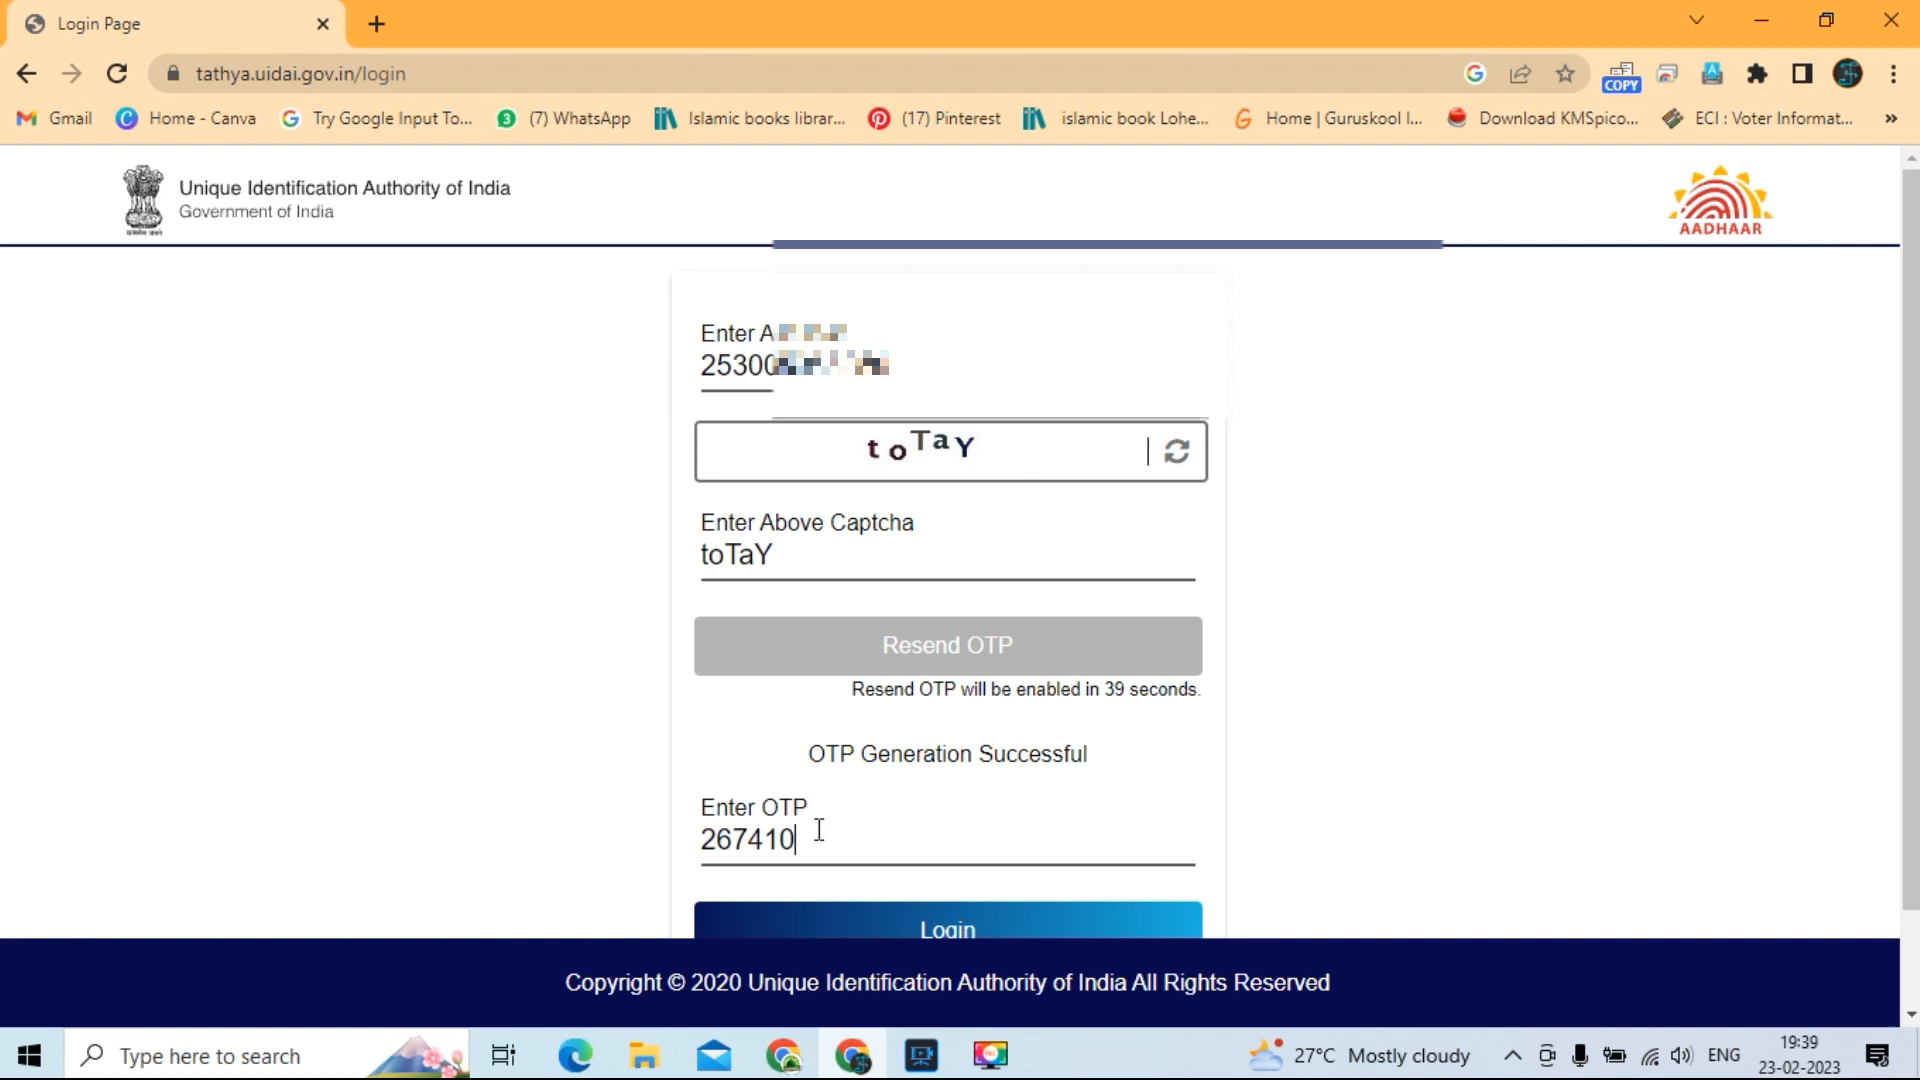 Login Page
tathya.uidai.gov.in/login
COPY
Gmail
Home - Canva
Try Google Input To...
3
(7) WhatsApp
Islamic books librar...
(17) Pinterest
islamic book Lohe...
Home | Guruskool I...
Download KMSpico...
ECI : Voter Informat...
»
Unique Identification Authority of India
Government of India
AADHAAR
Enter A
25300
toTaY
Enter Above Captcha
toTaY
Resend OTP
Resend OTP will be enabled in 39 seconds.
OTP Generation Successful
Enter OTP
267410
Login
Copyright © 2020 Unique Identification Authority of India All Rights Reserved
Type here to search
27°C Mostly cloudy
ENG
19:39
23-02-2023